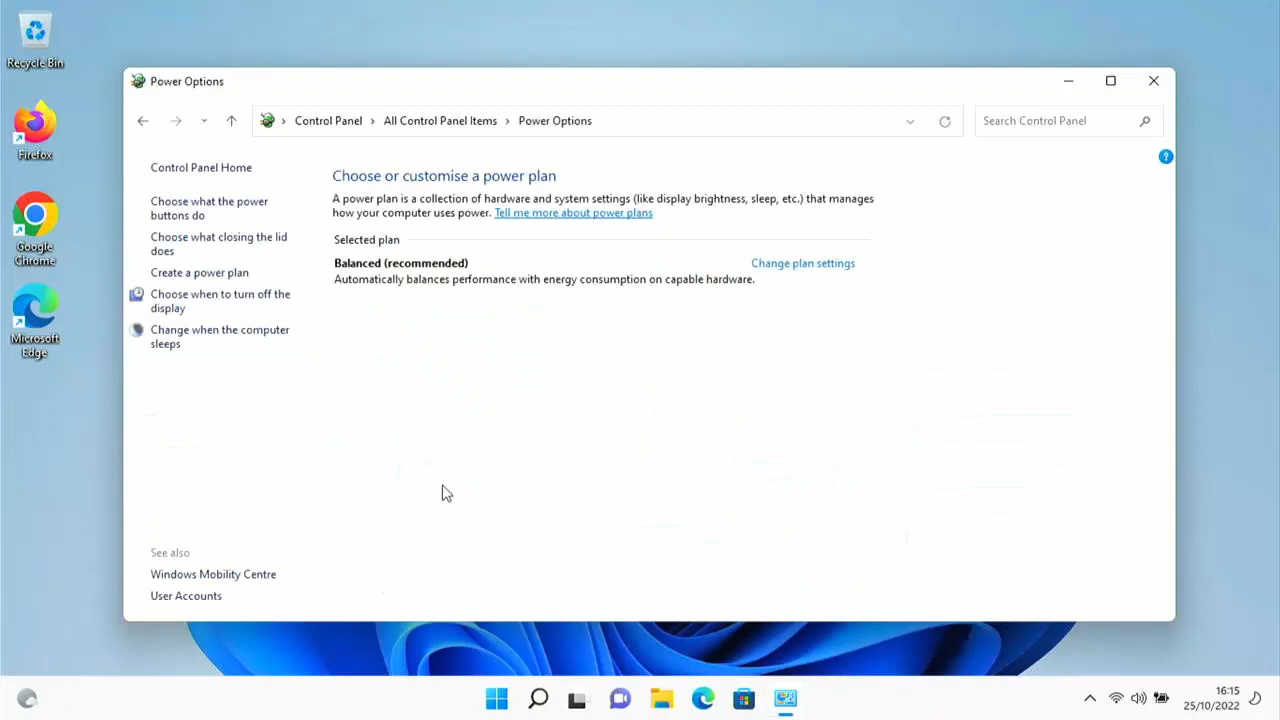 Recycle Bin
Firefox
Google
Chrome
Microsoft
Edge
Power Options
Control Panel > All Control Panel Items > Power Options
Search Control Panel
Control Panel Home
Choose what the power
buttons do
Choose what closing the lid
does
Create a power plan
Choose when to turn off the
display
Change when the computer
sleeps
See also
Windows Mobility Centre
User Accounts
Choose or customise a power plan
A power plan is a collection of hardware and system settings (like display brightness, sleep, etc.) that manages
how your computer uses power. Tell me more about power plans
Selected plan
Balanced (recommended) Change plan settings
Automatically balances performance with energy consumption on capable hardware.
?
16:15
25/10/2022